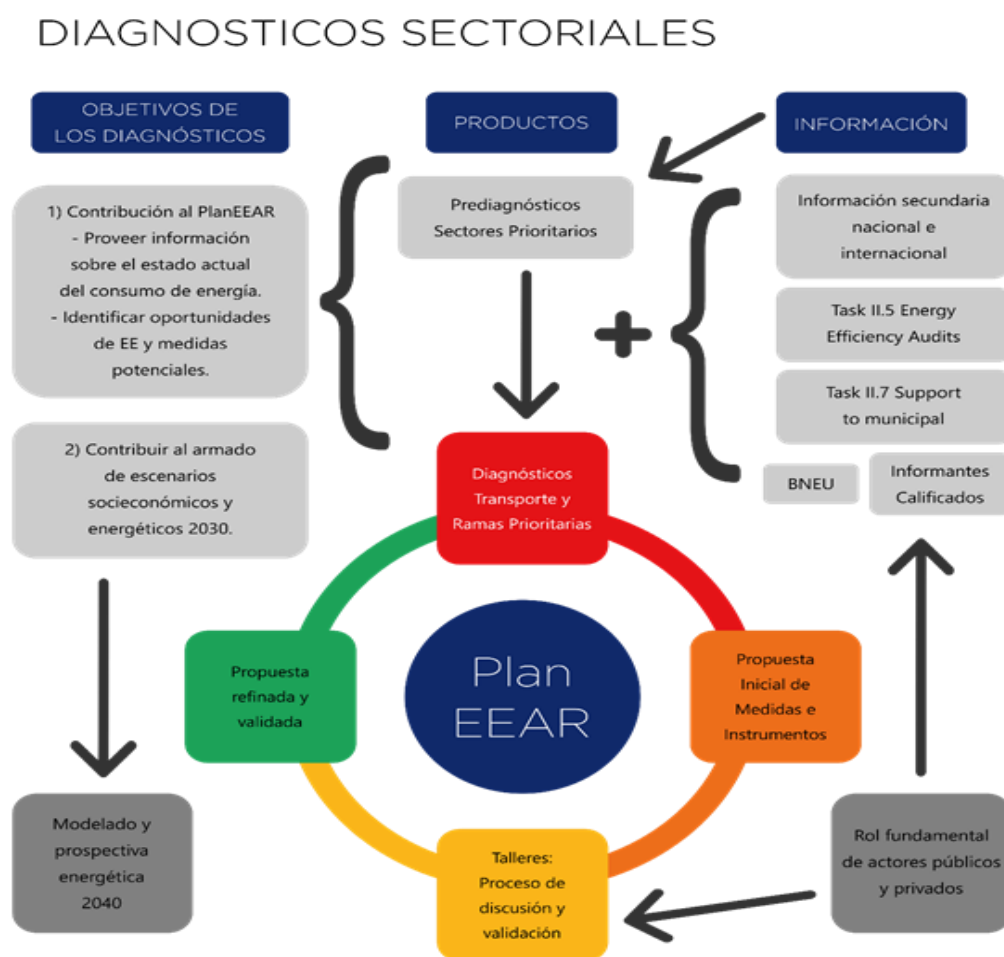 DIAGNOSTICOS SECTORIALES
OBJETIVOS DE
LOS DIAGNÓSTICOS
1) Contribución al PlanEEAR
- Proveer información
sobre el estado actual
del consumo de energía.
- Identificar oportunidades
de EE y medidas
potenciales.
2) Contribuir al armado
de escenarios
socieconómicos y
energéticos 2030.
Modelado y
prospectiva
energética
2040
PRODUCTOS
Prediagnósticos
Sectores Prioritarios
Diagnósticos
Transporte y
Ramas Prioritarias
Propuesta
refinada y
validada
Plan
EEAR
Propuesta
Inicial de
Medidas e
Instrumentos
Talleres:
Proceso de
discusión y
validación
INFORMACIÓN
Información secundaria
nacional e
internacional
Task II.5 Energy
Efficiency Audits
Task II.7 Support
to municipal
BNEU
Informantes
Calificados
Rol fundamental
de actores públicos
y privados